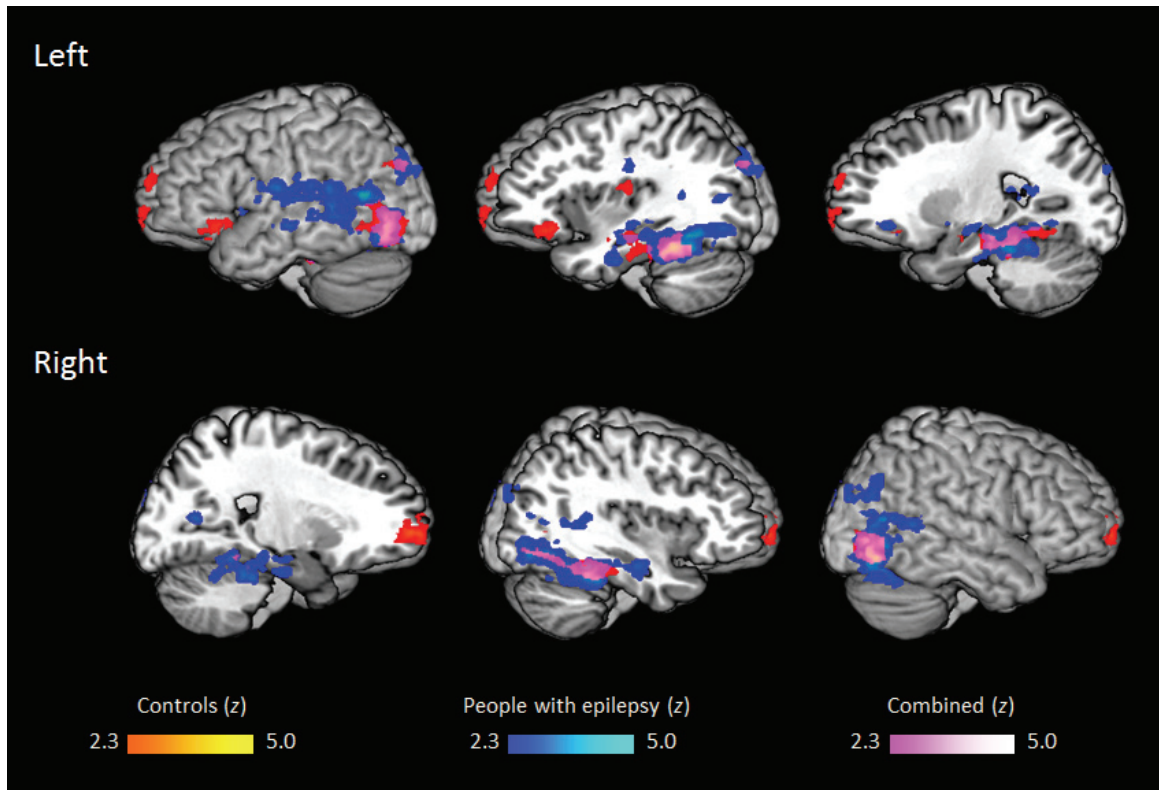 Left
Right
Controls (z)
People with epilepsy (z)
Combined (z)
2.3 5.0
2.3 5.0
2.3 5.0